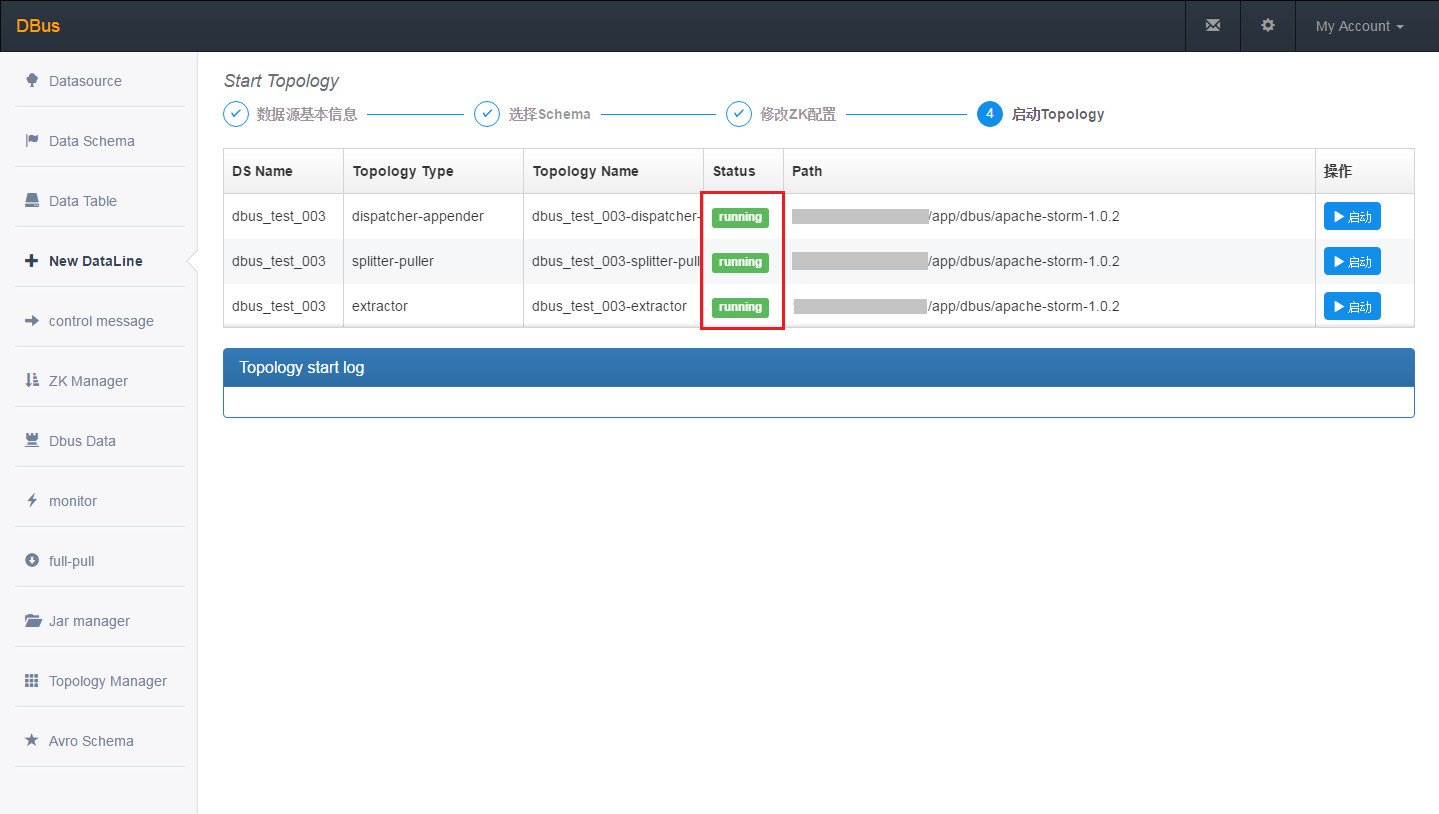 DBus
My Account
Datasource
Data Schema
Data Table
New DataLine
control message
ZK Manager
Dbus Data
monitor
full-pull
Jar manager
Topology Manager
Avro Schema
Start Topology
数据源基本信息 选择Schema 修改ZK配置 4 启动Topology
DS Name Topology Type Topology Name Status Path 操作
dbus_test_003 dispatcher-appender dbus_test_003-dispatcher- running /app/dbus/apache-storm-1.0.2 启动
dbus_test_003 splitter-puller dbus_test_003-splitter-pull running /app/dbus/apache-storm-1.0.2 启动
dbus_test_003 extractor dbus_test_003-extractor running /app/dbus/apache-storm-1.0.2 启动
Topology start log